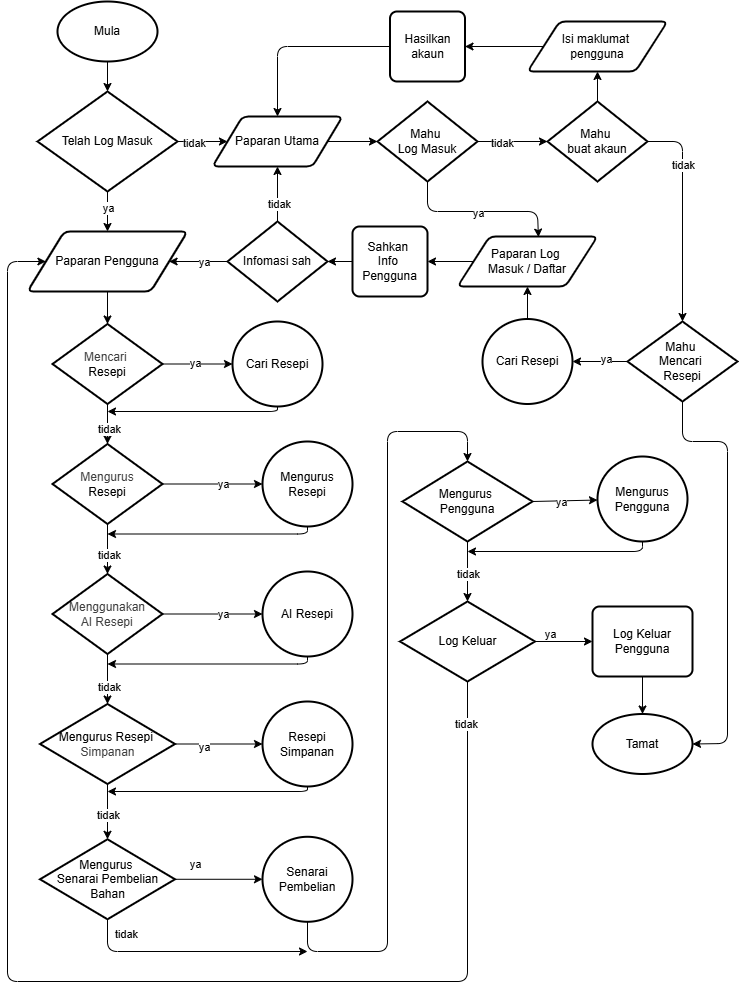 Mula
Hasilkan
akaun
Isi maklumat
pengguna
Telah Log Masuk
tidak
Paparan Utama
Mahu
Log Masuk
tidak
Mahu
buat akaun
tidak
ya
tidak
ya
Paparan Pengguna
ya
Infomasi sah
Sahkan
Info
Pengguna
Paparan Log
Masuk / Daftar
Mencari
Resepi
ya
Cari Resepi
Cari Resepi
ya
Mahu
Mencari
Resepi
tidak
Mengurus
Resepi
ya
Mengurus
Resepi
Mengurus
Pengguna
ya
Mengurus
Pengguna
tidak
tidak
Menggunakan
AI Resepi
ya
AI Resepi
Log Keluar
ya
Log Keluar
Pengguna
tidak
tidak
Mengurus Resepi
Simpanan
ya
Resepi
Simpanan
Tamat
tidak
Mengurus
Senarai Pembelian
Bahan
ya
Senarai
Pembelian
tidak